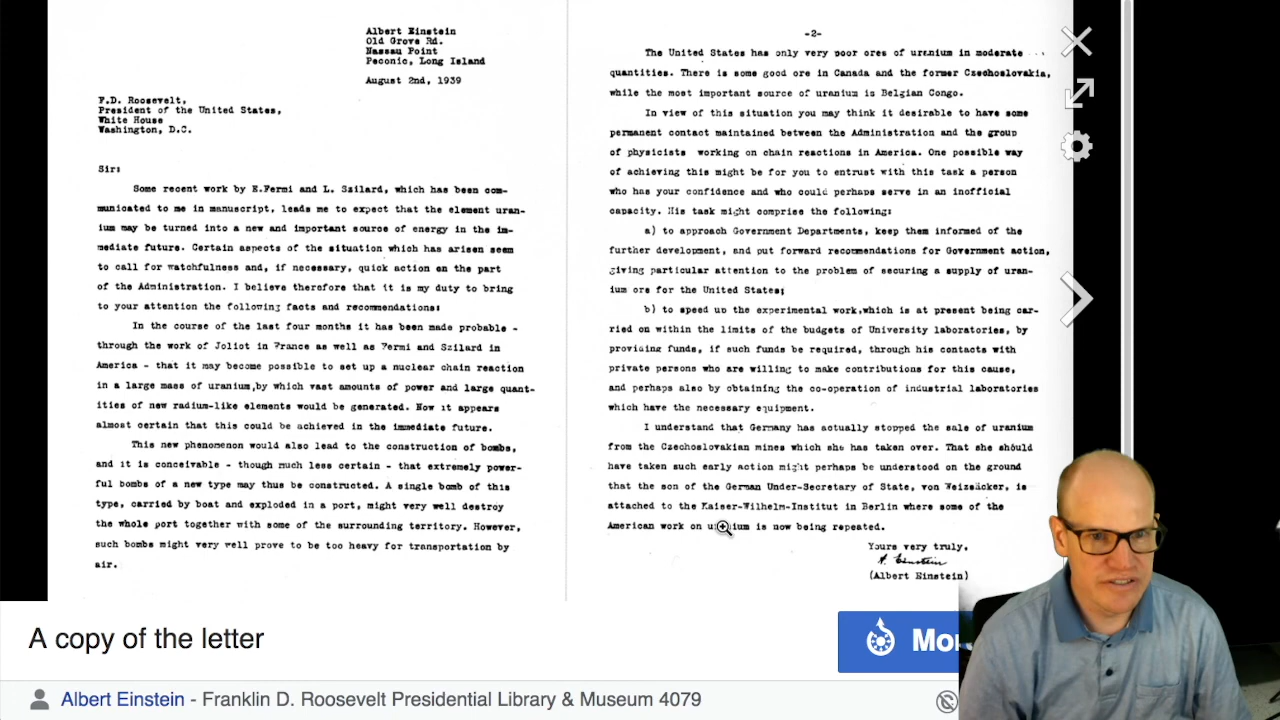 Albert Einstein
Old Grove Rd.
Nassau Point
Peconic, Long Island
August 2nd, 1939
F.D. Roosevelt,
President of the United States,
White House
Washington, D.C.
Sir:
Some recent work by E.Fermi and L. Szilard, which has been com-
municated to me in manuscript, leads me to expect that the element uran-
ium may be turned into a new and important source of energy in the im-
mediate future. Certain aspects of the situation which has arisen seem
to call for watchfulness and, if necessary, quick action on the part
of the Administration. I believe therefore that it is my duty to bring
to your attention the following facts and recommendations:
In the course of the last four months it has been made probable -
through the work of Joliot in France as well as Fermi and Szilard in
America - that it may become possible to set up a nuclear chain reaction
in a large mass of uranium,by which vast amounts of power and large quant-
ities of new radium-like elements would be generated. Now it appears
almost certain that this could be achieved in the immediate future.
This new phenomenon would also lead to the construction of bombs,
and it is conceivable - though much less certain - that extremely power-
ful bombs of a new type may thus be constructed. A single bomb of this
type, carried by boat and exploded in a port, might very well destroy
the whole port together with some of the surrounding territory. However,
such bombs might very well prove to be too heavy for transportation by
air.
-2-
The United States has only very poor ores of uranium in moderate
quantities. There is some good ore in Canada and the former Czechoslovakia,
while the most important source of uranium is Belgian Congo.
In view of this situation you may think it desirable to have some
permanent contact maintained between the Administration and the group
of physicists working on chain reactions in America. One possible way
of achieving this might be for you to entrust with this task a person
who has your confidence and who could perhaps serve in an inofficial
capacity. His task might comprise the following:
a) to approach Government Departments, keep them informed of the
further development, and put forward recommendations for Government action,
giving particular attention to the problem of securing a supply of uran-
ium ore for the United States;
b) to speed up the experimental work,which is at present being car-
ried on within the limits of the budgets of University laboratories, by
providing funds, if such funds be required, through his contacts with
private persons who are willing to make contributions for this cause,
and perhaps also by obtaining the co-operation of industrial laboratories
which have the necessary equipment.
I understand that Germany has actually stopped the sale of uranium
from the Czechoslovakian mines which she has taken over. That she should
have taken such early action might perhaps be understood on the ground
that the son of the German Under-Secretary of State, von Weizsäcker, is
attached to the Kaiser-Wilhelm-Institut in Berlin where some of the
American work on uranium is now being repeated.
Yours very truly,
A. Einstein
(Albert Einstein)
A copy of the letter
Mo
Albert Einstein - Franklin D. Roosevelt Presidential Library & Museum 4079